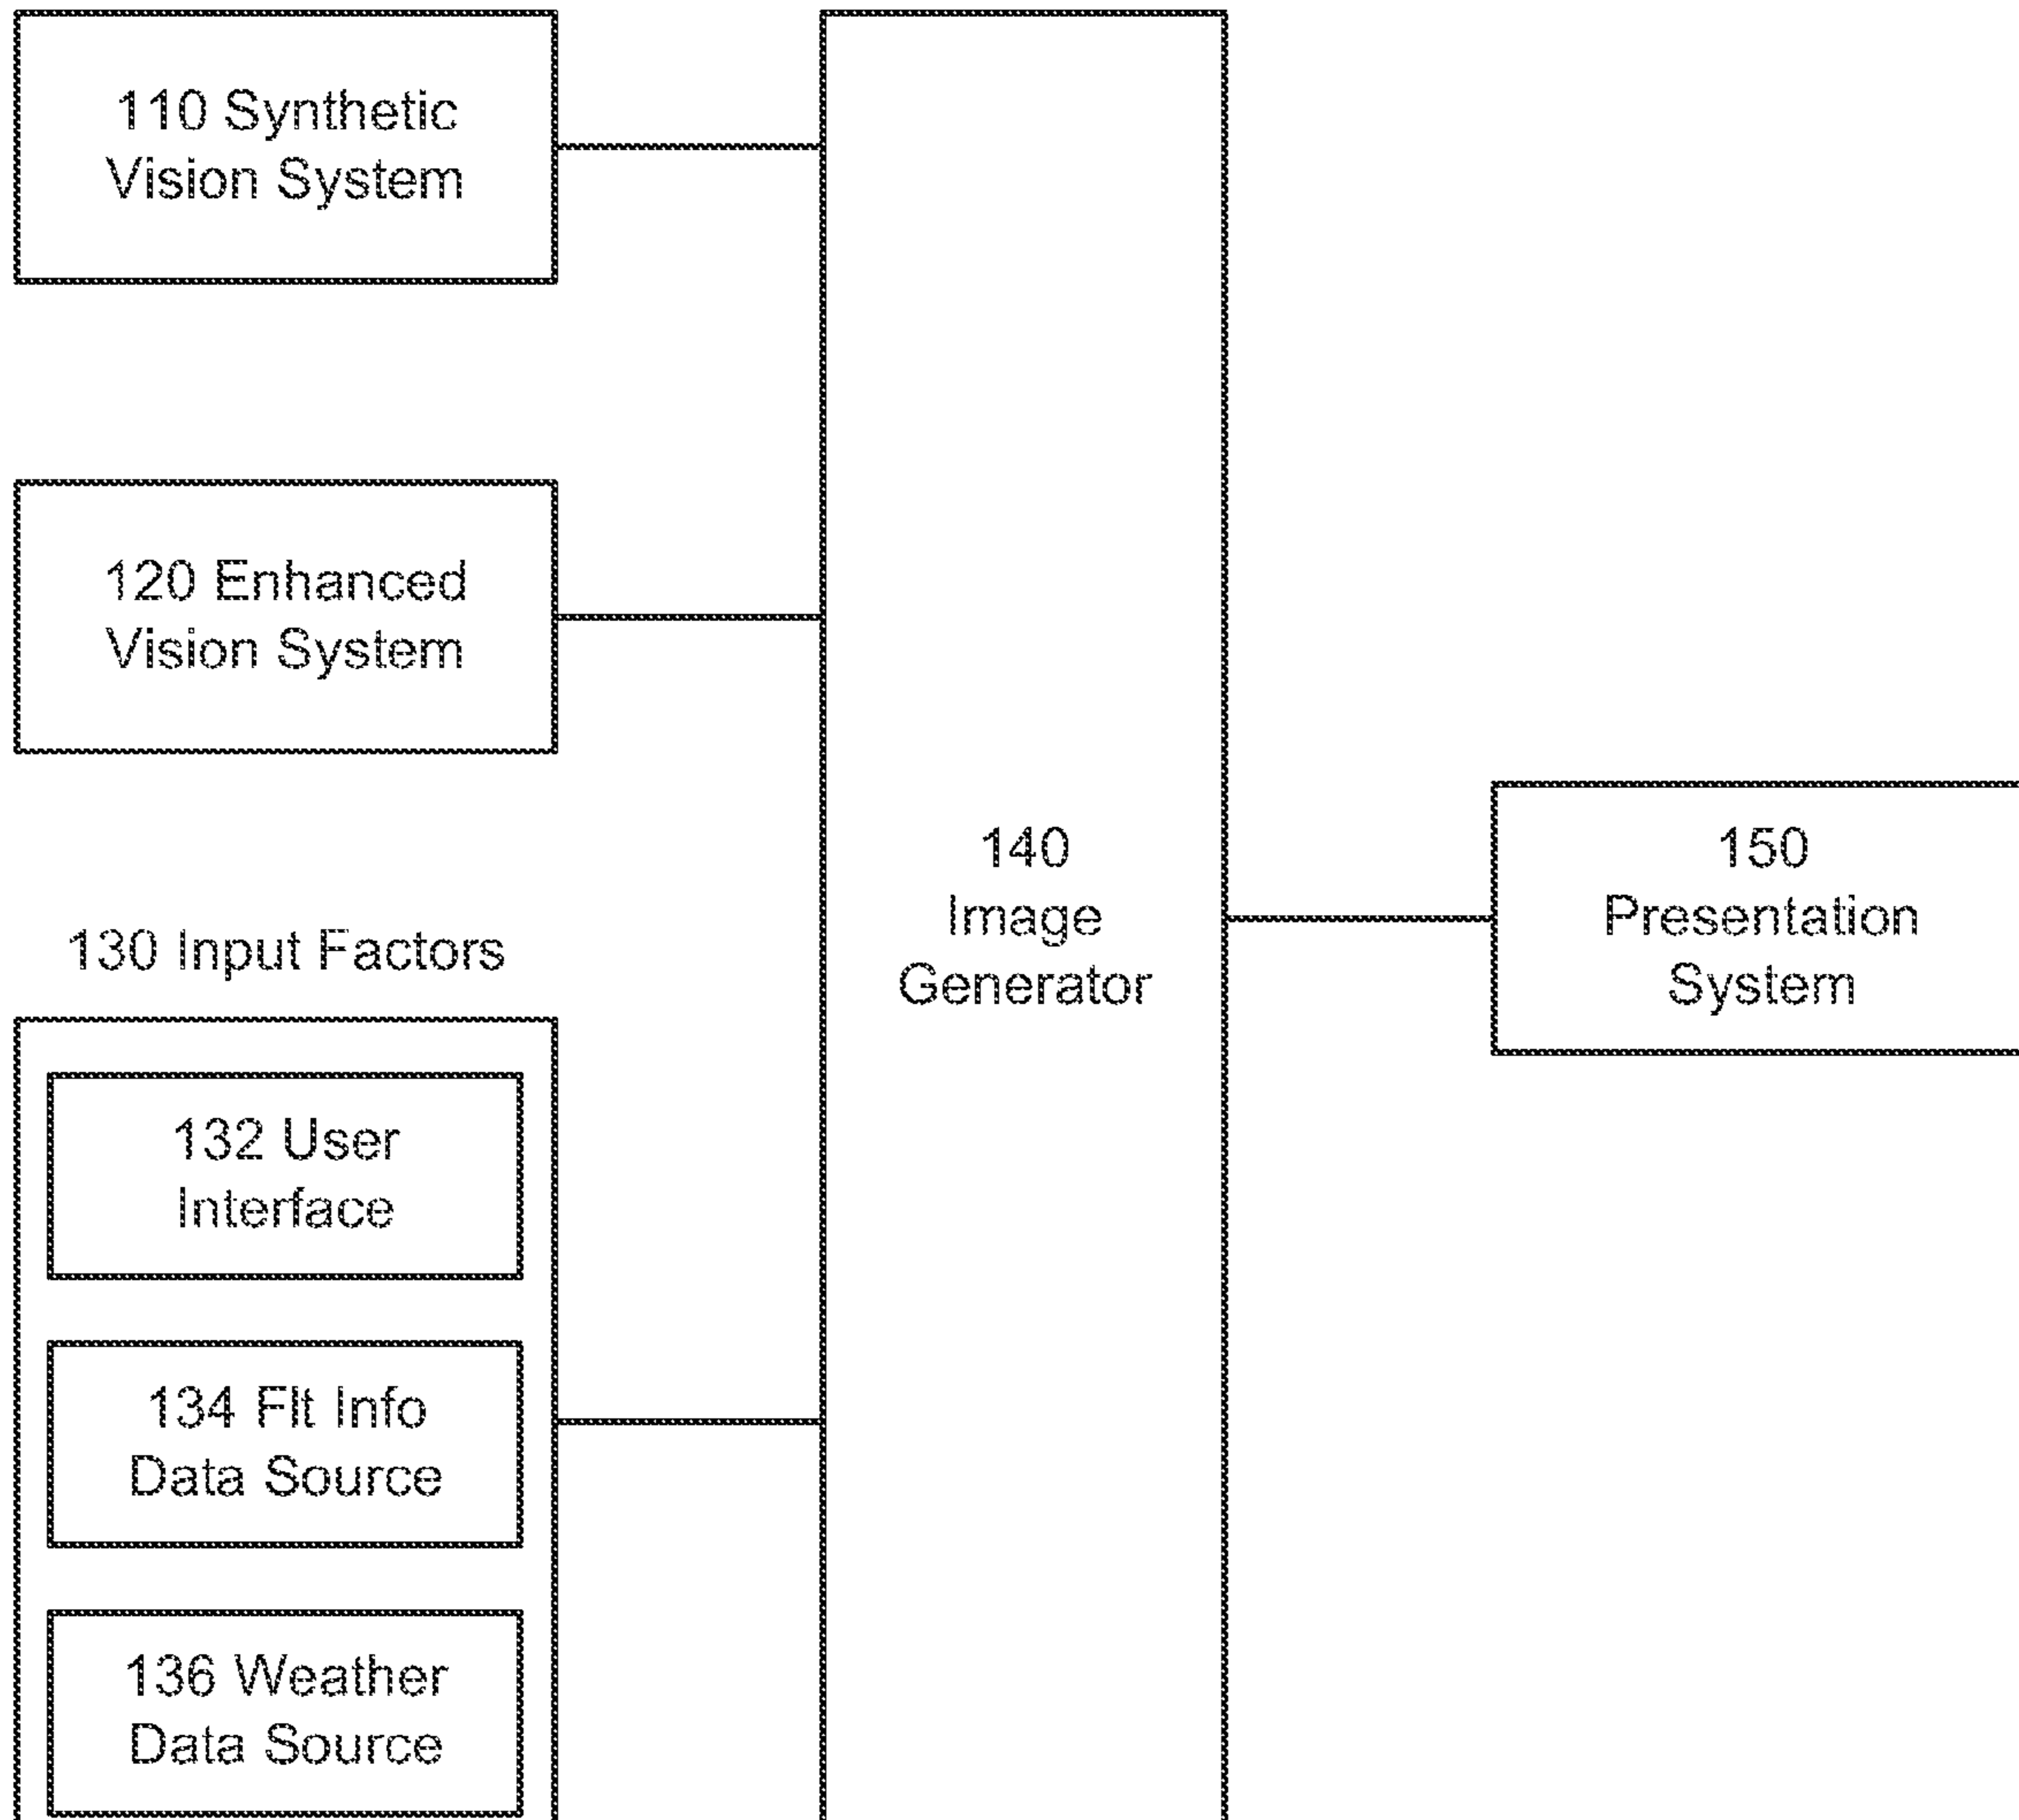 110 Synthetic
Vision System
120 Enhanced
Vision System
130 Input Factors
132 User
Interface
134 Flt Info
Data Source
136 Weather
Data Source
140
Image
Generator
150
Presentation
System